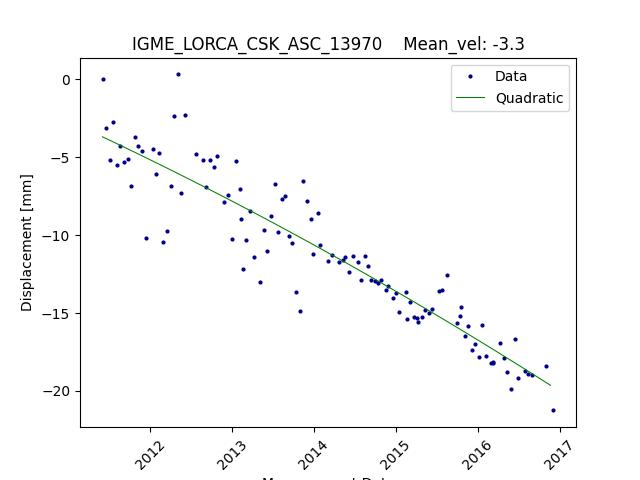 IGME_LORCA_CSK_ASC_13970    Mean_vel: -3.3
Data
Quadratic
Displacement [mm]
0
−5
−10
−15
−20
2012
2013
2014
2015
2016
2017